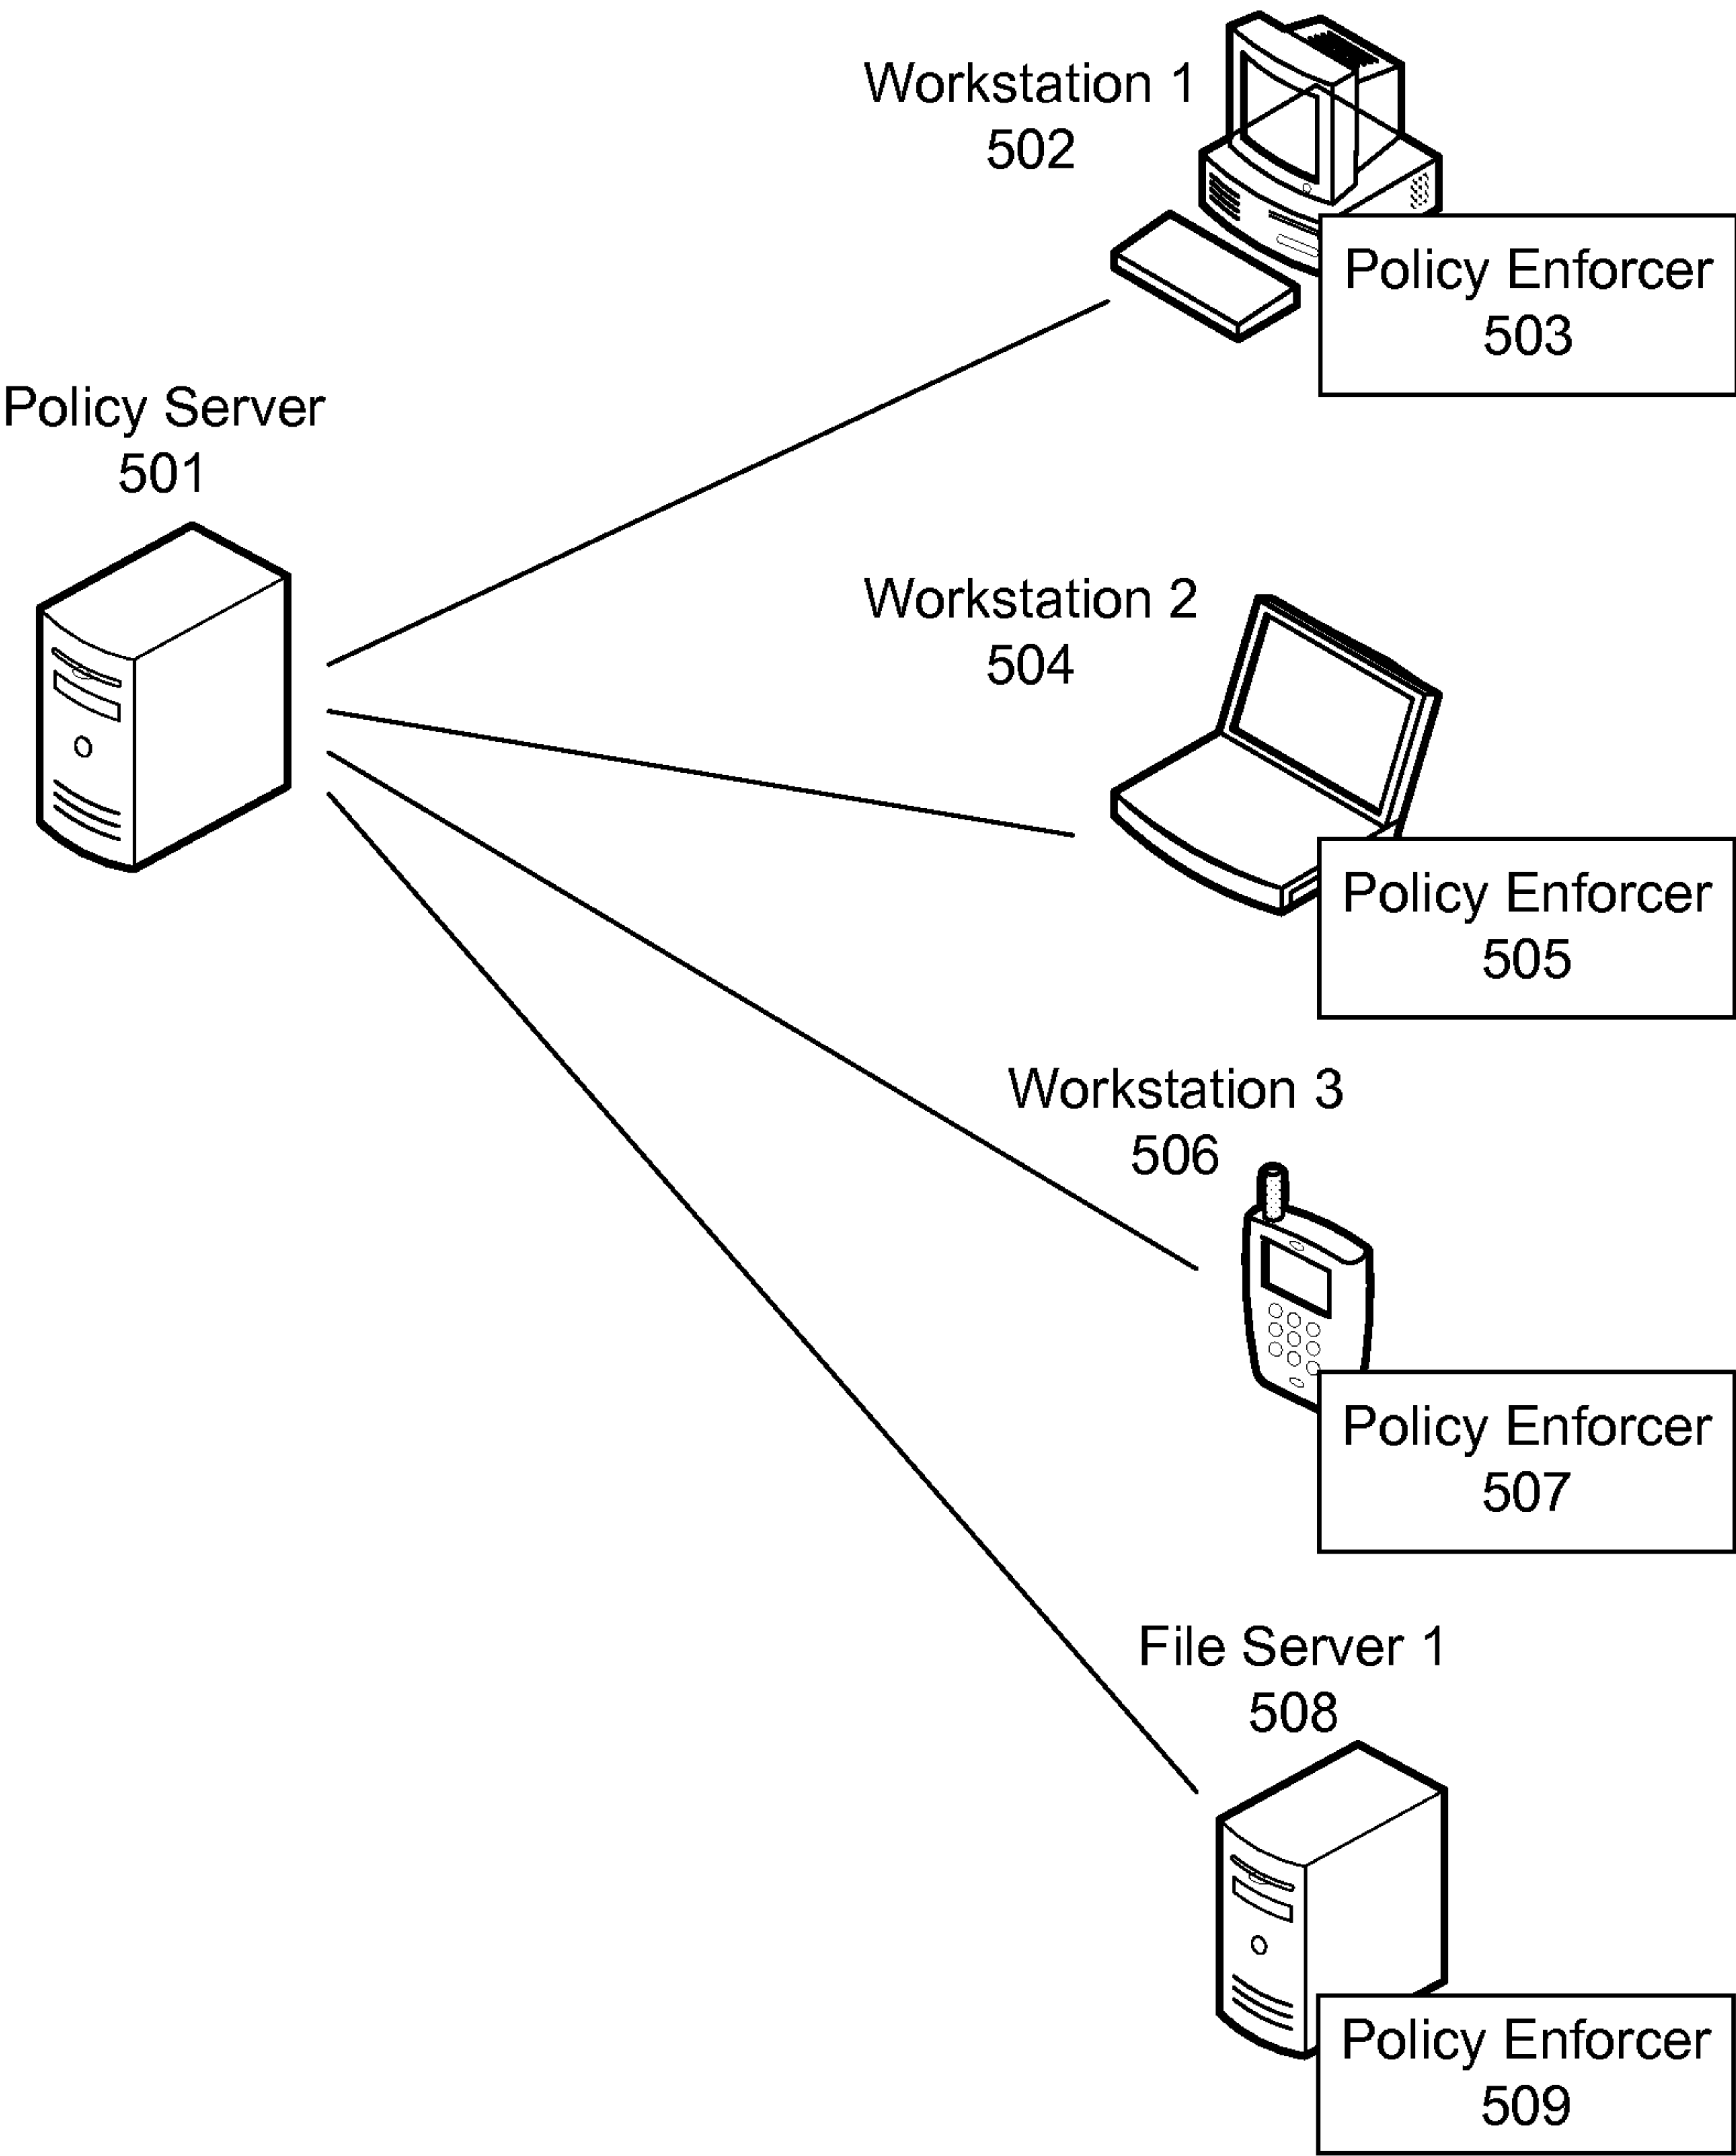 Workstation 1
502
Policy Enforcer
503
Policy Server
501
Workstation 2
504
Policy Enforcer
505
Workstation 3
506
Policy Enforcer
507
File Server 1
508
Policy Enforcer
509